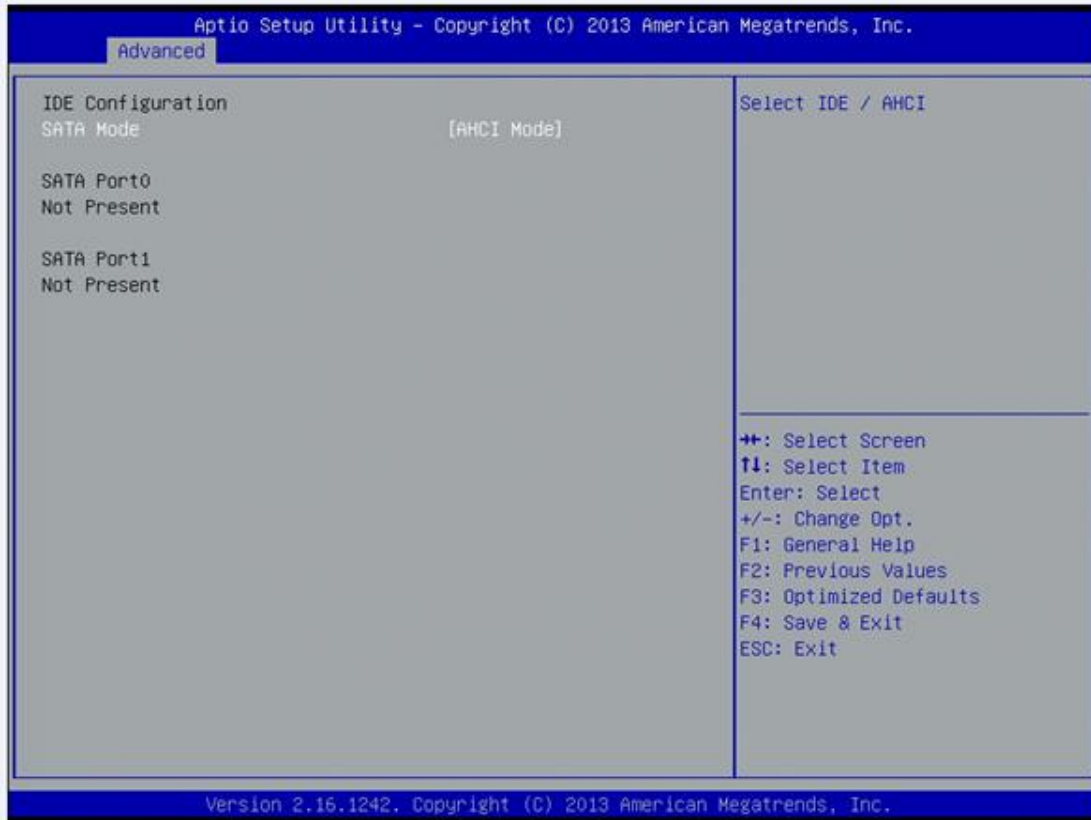 Aptio Setup Utility – Copyright (C) 2013 American Megatrends, Inc.
Advanced
IDE Configuration
SATA Mode [AHCI Mode]
SATA Port0
Not Present
SATA Port1
Not Present
Select IDE / AHCI
→←: Select Screen
↑↓: Select Item
Enter: Select
+/-: Change Opt.
F1: General Help
F2: Previous Values
F3: Optimized Defaults
F4: Save & Exit
ESC: Exit
Version 2.16.1242. Copyright (C) 2013 American Megatrends, Inc.